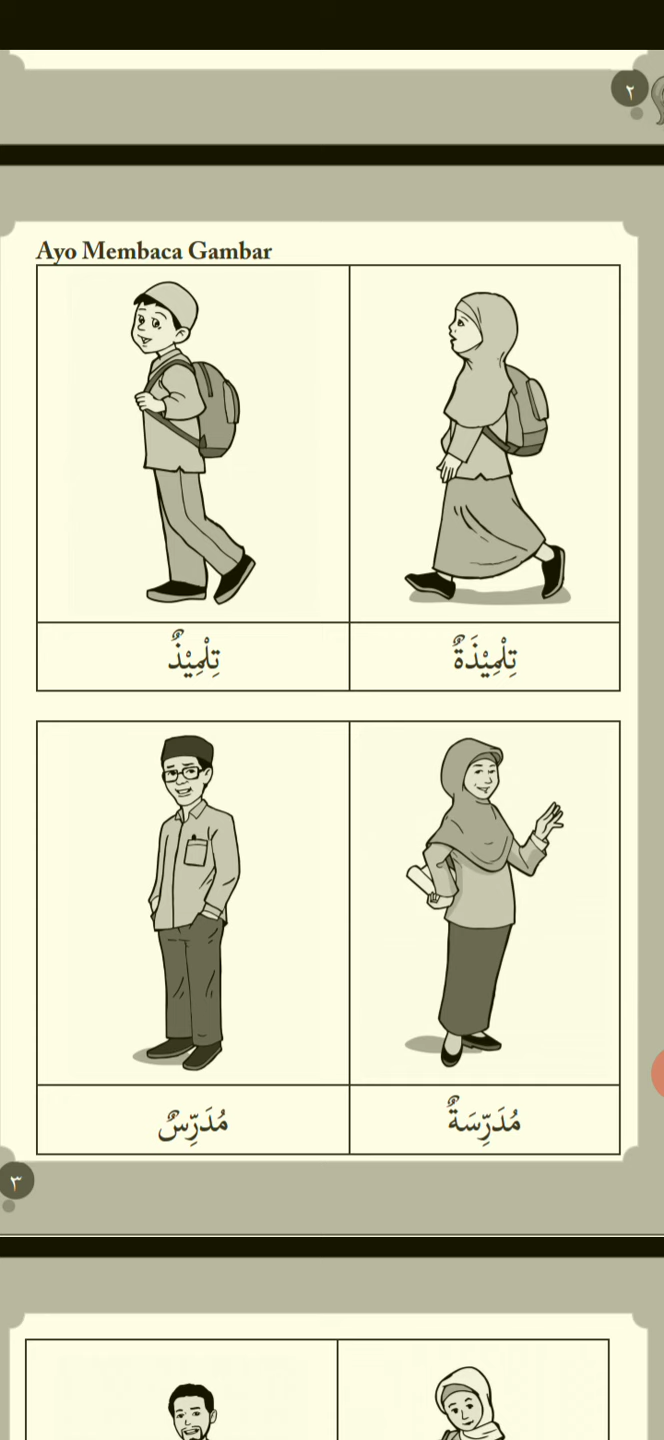 ٢
Ayo Membaca Gambar
تِلْمِيْذٌ
تِلْمِيْذَةٌ
مُدَرِّسٌ
مُدَرِّسَةٌ
٣